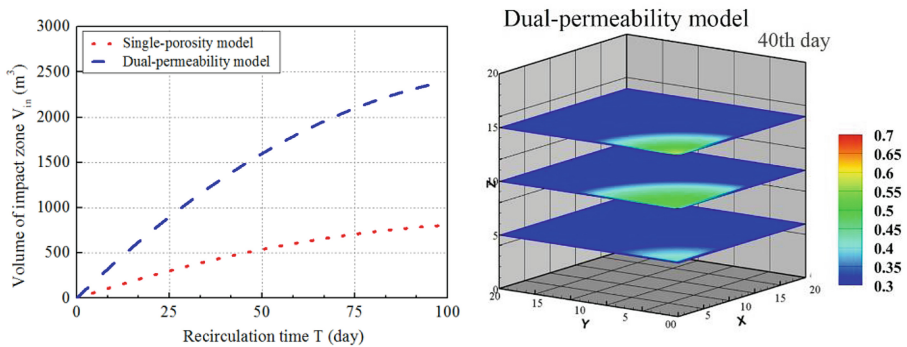 3000
2500
2000
1500
1000
500
0
Volume of impact zone V_in (m³)
Single-porosity model
Dual-permeability model
0 25 50 75 100
Recirculation time T (day)
Dual-permeability model
40th day
20
15
10
5
0
Z
20 15 10 5 0
Y
0 5 10 15 20
X
0.7
0.65
0.6
0.55
0.5
0.45
0.4
0.35
0.3